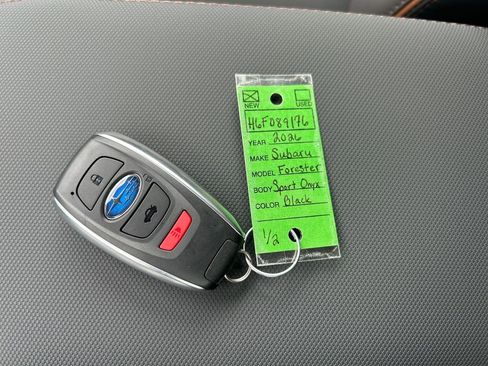 NEW USED
H6F089176
YEAR 2026
MAKE Subaru
MODEL Forester
BODY Sport Onyx
COLOR Black
1/2